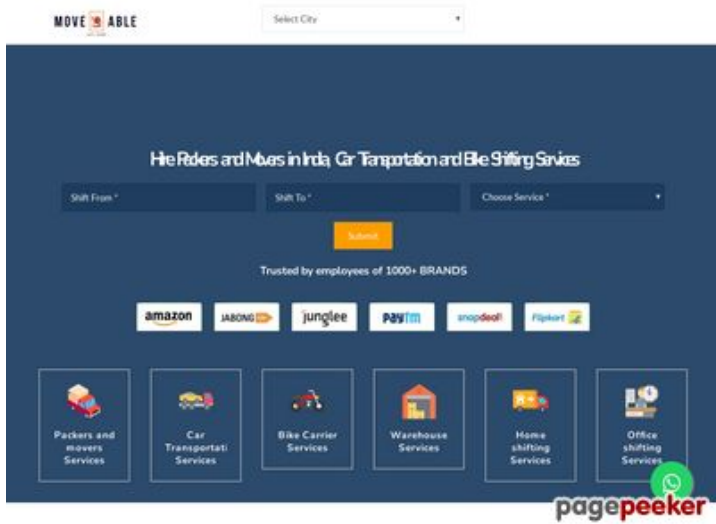 MOVE ABLE
Select City
Hire Packers and Movers in India, Car Transportation and Bike Shifting Services
Shift From *
Shift To *
Choose Service *
Submit
Trusted by employees of 1000+ BRANDS
amazon
JABONG
junglee
Paytm
snapdeal
Flipkart
Packers and
movers
Services
Car
Transportati
Services
Bike Carrier
Services
Warehouse
Services
Home
shifting
Services
Office
shifting
Services
pagepeeker